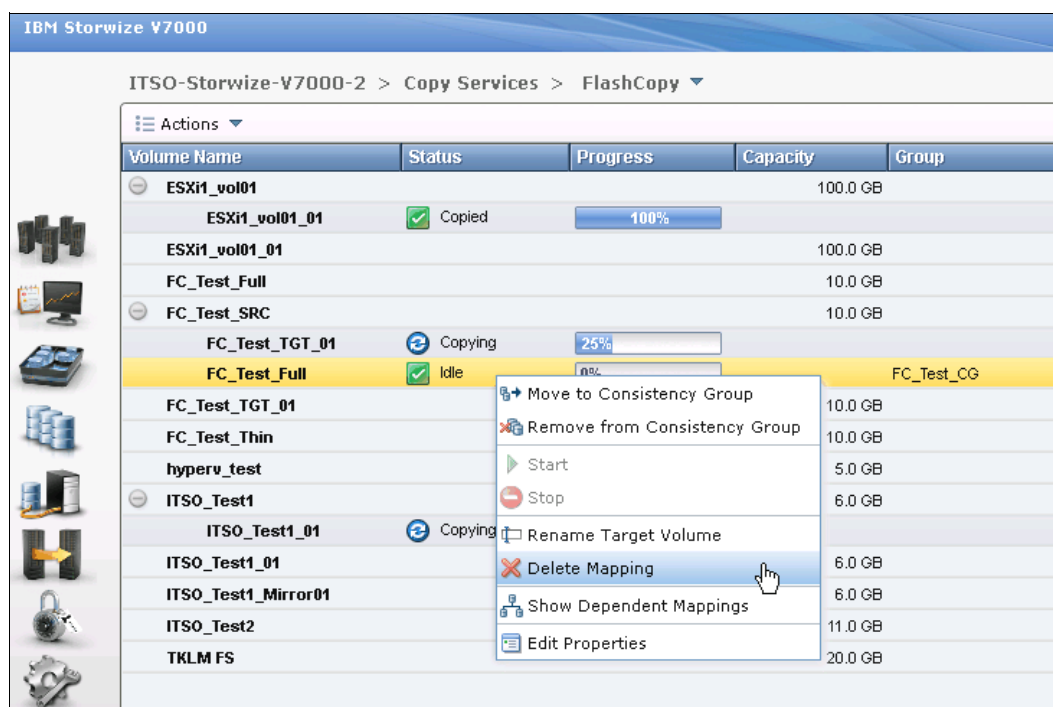 IBM Storwize V7000
ITSO-Storwize-V7000-2 > Copy Services > FlashCopy
Actions
Volume Name Status Progress Capacity Group
ESXi1_vol01 100.0 GB
ESXi1_vol01_01 Copied 100%
ESXi1_vol01_01 100.0 GB
FC_Test_Full 10.0 GB
FC_Test_SRC 10.0 GB
FC_Test_TGT_01 Copying 25%
FC_Test_Full Idle 0% FC_Test_CG
Move to Consistency Group
FC_Test_TGT_01 10.0 GB
Remove from Consistency Group
FC_Test_Thin 10.0 GB
Start
hyperv_test 5.0 GB
Stop
ITSO_Test1 6.0 GB
ITSO_Test1_01 Copying
Rename Target Volume
ITSO_Test1_01 6.0 GB
Delete Mapping
ITSO_Test1_Mirror01 6.0 GB
Show Dependent Mappings
ITSO_Test2 11.0 GB
Edit Properties
TKLM FS 20.0 GB